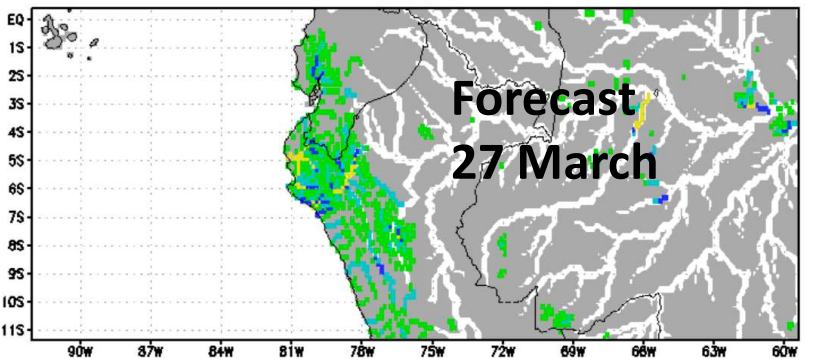 EQ
1S
2S
3S
4S
5S
6S
7S
8S
9S
10S
11S
Forecast
27 March
90W 87W 84W 81W 78W 75W 72W 69W 66W 63W 60W